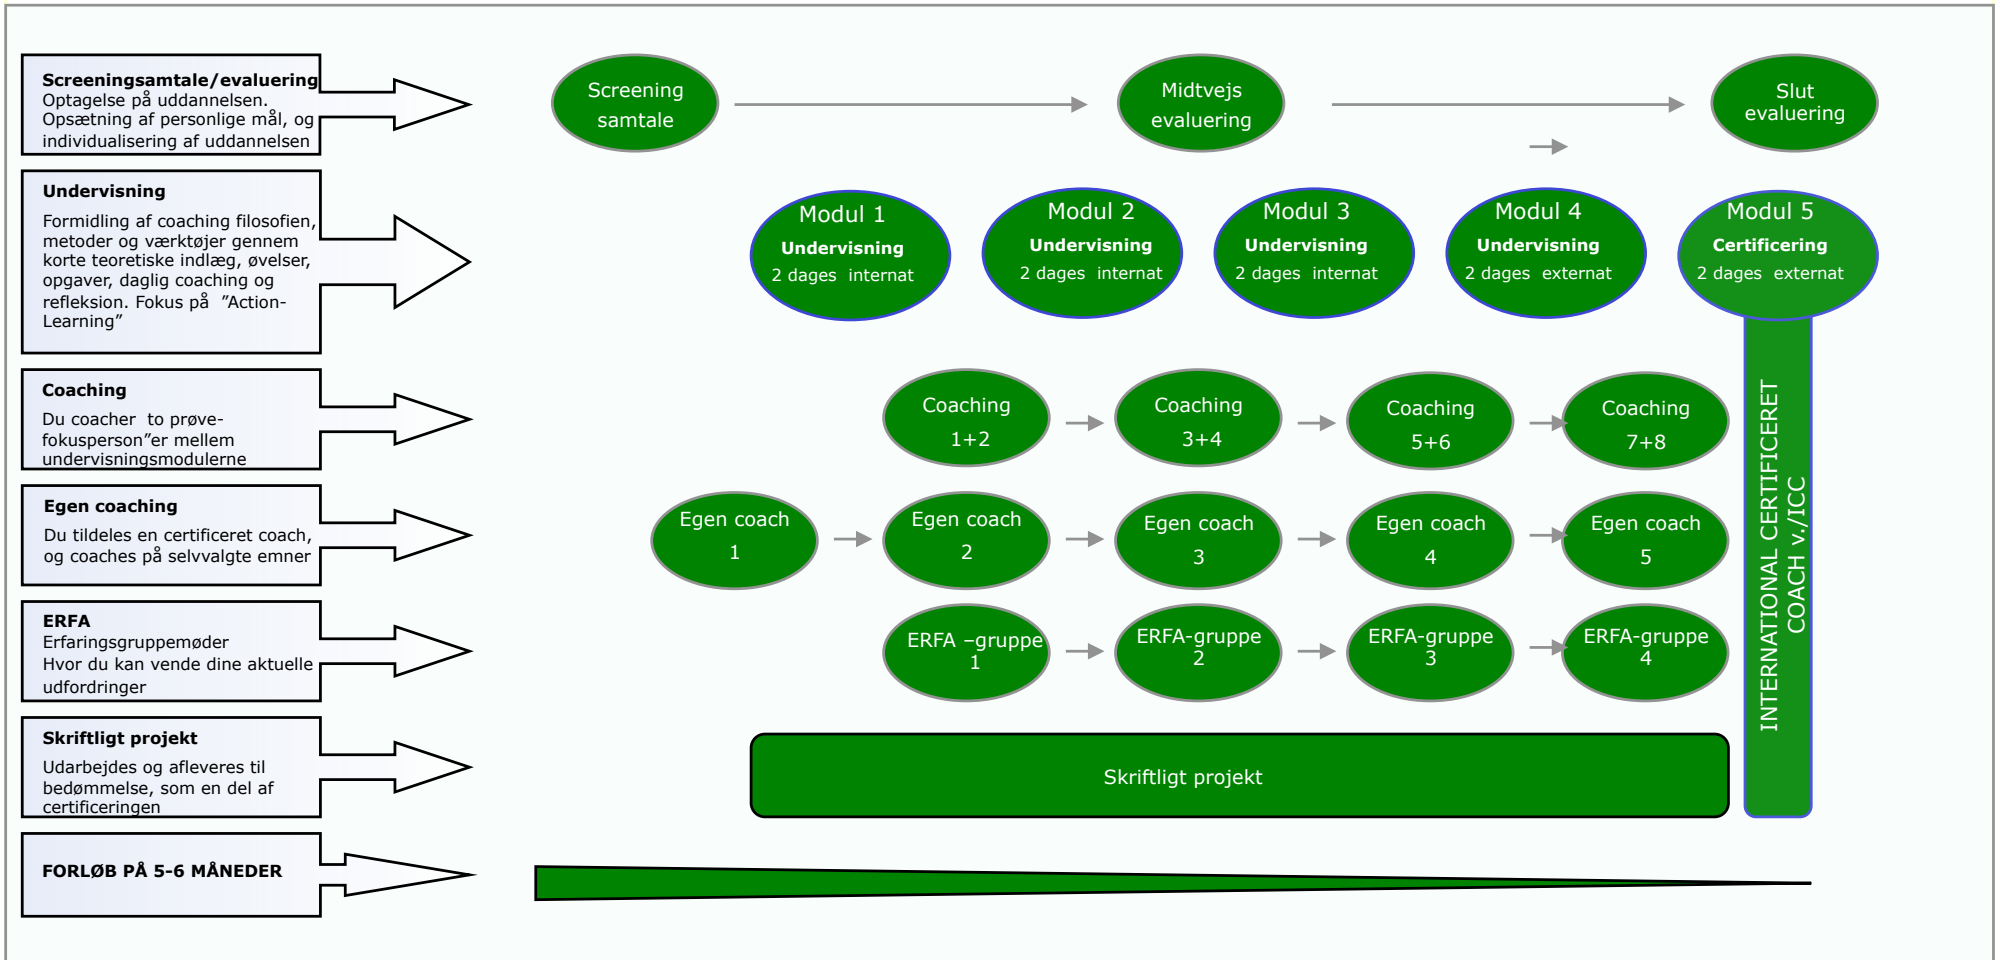 Screeningsamtale/evaluering
Optagelse på uddannelsen.
Opsætning af personlige mål, og
individualisering af uddannelsen
Screening
samtale
Midtvejs
evaluering
Slut
evaluering
Undervisning
Formidling af coaching filosofien,
metoder og værktøjer gennem
korte teoretiske indlæg, øvelser,
opgaver, daglig coaching og
refleksion. Fokus på  ”Action-
Learning”
Modul 1
Undervisning
2 dages  internat
Modul 2
Undervisning
2 dages  internat
Modul 3
Undervisning
2 dages  internat
Modul 4
Undervisning
2 dages  externat
Modul 5
Certificering
2 dages  externat
Coaching
Du coacher  to prøve-
fokusperson”er mellem
undervisningsmodulerne
Coaching
1+2
Coaching
3+4
Coaching
5+6
Coaching
7+8
Egen coaching
Du tildeles en certificeret coach,
og coaches på selvvalgte emner
Egen coach
1
Egen coach
2
Egen coach
3
Egen coach
4
Egen coach
5
ERFA
Erfaringsgruppemøder
Hvor du kan vende dine aktuelle
udfordringer
ERFA –gruppe
1
ERFA-gruppe
2
ERFA-gruppe
3
ERFA-gruppe
4
INTERNATIONAL CERTIFICERET
COACH v./ICC
Skriftligt projekt
Udarbejdes og afleveres til
bedømmelse, som en del af
certificeringen
Skriftligt projekt
FORLØB PÅ 5-6 MÅNEDER